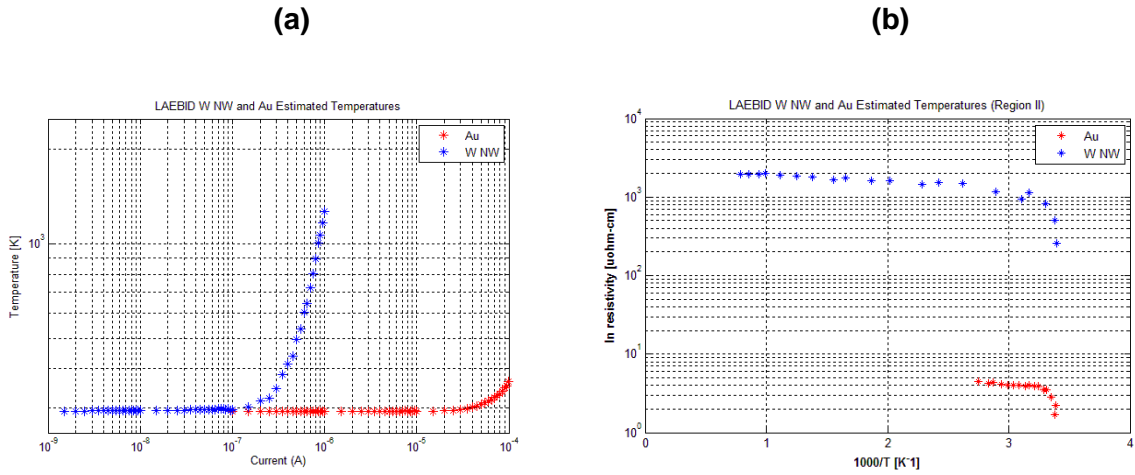 (a)
LAEBID W NW and Au Estimated Temperatures
Au
W NW
10³
Temperature [K]
10⁻⁹ 10⁻⁸ 10⁻⁷ 10⁻⁶ 10⁻⁵ 10⁻⁴
Current (A)
(b)
LAEBID W NW and Au Estimated Temperatures (Region II)
Au
W NW
10⁴
10³
10²
10¹
10⁰
ln resistivity [uohm-cm]
0 1 2 3 4
1000/T [K⁻1]